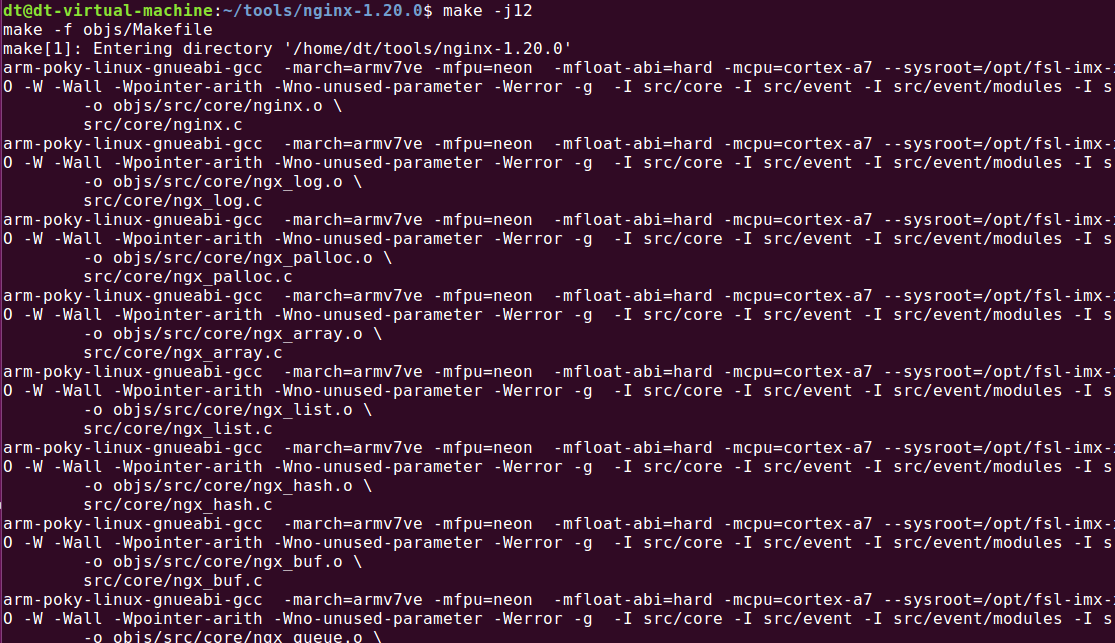 dt@dt-virtual-machine:~/tools/nginx-1.20.0$ make -j12
make -f objs/Makefile
make[1]: Entering directory '/home/dt/tools/nginx-1.20.0'
arm-poky-linux-gnueabi-gcc  -march=armv7ve -mfpu=neon  -mfloat-abi=hard -mcpu=cortex-a7 --sysroot=/opt/fsl-imx-
O -W -Wall -Wpointer-arith -Wno-unused-parameter -Werror -g  -I src/core -I src/event -I src/event/modules -I s
        -o objs/src/core/nginx.o \
        src/core/nginx.c
arm-poky-linux-gnueabi-gcc  -march=armv7ve -mfpu=neon  -mfloat-abi=hard -mcpu=cortex-a7 --sysroot=/opt/fsl-imx-
O -W -Wall -Wpointer-arith -Wno-unused-parameter -Werror -g  -I src/core -I src/event -I src/event/modules -I s
        -o objs/src/core/ngx_log.o \
        src/core/ngx_log.c
arm-poky-linux-gnueabi-gcc  -march=armv7ve -mfpu=neon  -mfloat-abi=hard -mcpu=cortex-a7 --sysroot=/opt/fsl-imx-
O -W -Wall -Wpointer-arith -Wno-unused-parameter -Werror -g  -I src/core -I src/event -I src/event/modules -I s
        -o objs/src/core/ngx_palloc.o \
        src/core/ngx_palloc.c
arm-poky-linux-gnueabi-gcc  -march=armv7ve -mfpu=neon  -mfloat-abi=hard -mcpu=cortex-a7 --sysroot=/opt/fsl-imx-
O -W -Wall -Wpointer-arith -Wno-unused-parameter -Werror -g  -I src/core -I src/event -I src/event/modules -I s
        -o objs/src/core/ngx_array.o \
        src/core/ngx_array.c
arm-poky-linux-gnueabi-gcc  -march=armv7ve -mfpu=neon  -mfloat-abi=hard -mcpu=cortex-a7 --sysroot=/opt/fsl-imx-
O -W -Wall -Wpointer-arith -Wno-unused-parameter -Werror -g  -I src/core -I src/event -I src/event/modules -I s
        -o objs/src/core/ngx_list.o \
        src/core/ngx_list.c
arm-poky-linux-gnueabi-gcc  -march=armv7ve -mfpu=neon  -mfloat-abi=hard -mcpu=cortex-a7 --sysroot=/opt/fsl-imx-
O -W -Wall -Wpointer-arith -Wno-unused-parameter -Werror -g  -I src/core -I src/event -I src/event/modules -I s
        -o objs/src/core/ngx_hash.o \
        src/core/ngx_hash.c
arm-poky-linux-gnueabi-gcc  -march=armv7ve -mfpu=neon  -mfloat-abi=hard -mcpu=cortex-a7 --sysroot=/opt/fsl-imx-
O -W -Wall -Wpointer-arith -Wno-unused-parameter -Werror -g  -I src/core -I src/event -I src/event/modules -I s
        -o objs/src/core/ngx_buf.o \
        src/core/ngx_buf.c
arm-poky-linux-gnueabi-gcc  -march=armv7ve -mfpu=neon  -mfloat-abi=hard -mcpu=cortex-a7 --sysroot=/opt/fsl-imx-
O -W -Wall -Wpointer-arith -Wno-unused-parameter -Werror -g  -I src/core -I src/event -I src/event/modules -I s
        -o objs/src/core/ngx_queue.o \